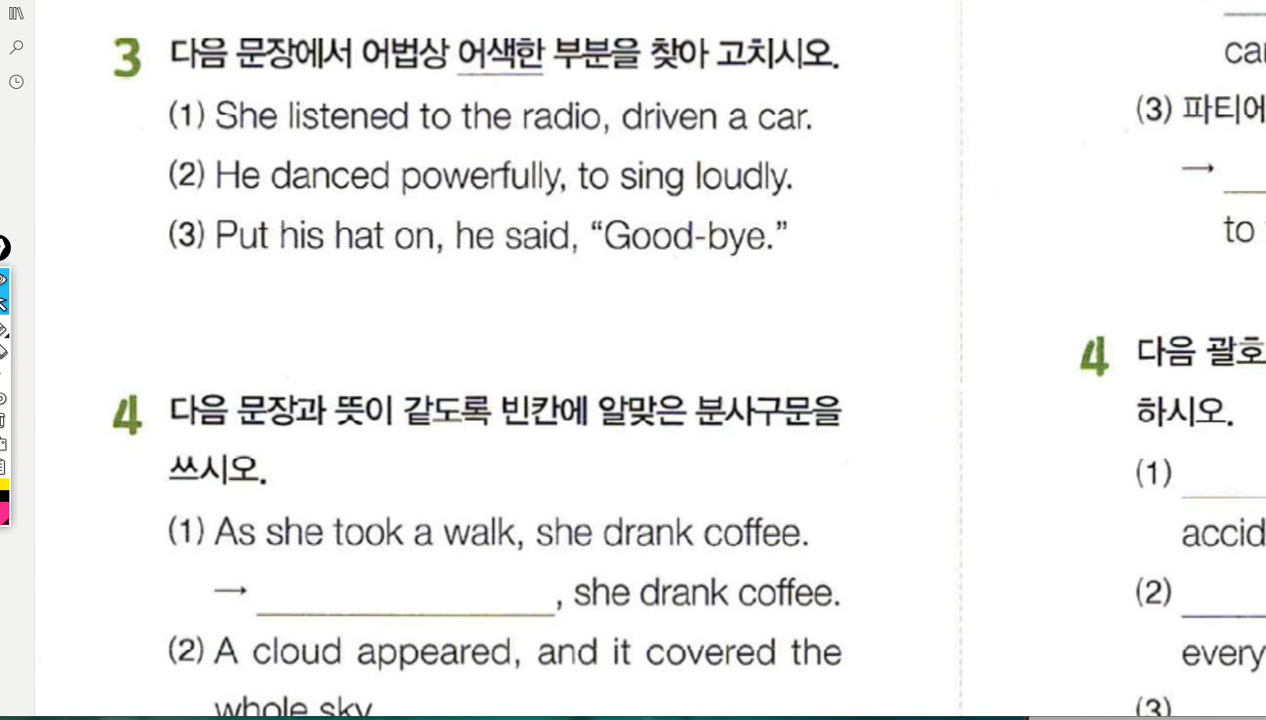 3 다음 문장에서 어법상 어색한 부분을 찾아 고치시오.
(1) She listened to the radio, driven a car.
(2) He danced powerfully, to sing loudly.
(3) Put his hat on, he said, “Good-bye.”
4 다음 문장과 뜻이 같도록 빈칸에 알맞은 분사구문을
쓰시오.
(1) As she took a walk, she drank coffee.
→ ____________, she drank coffee.
(2) A cloud appeared, and it covered the
whole sky
(3) 파티에
→
to
4 다음 괄호
하시오.
(1)
accid
(2)
every
(3)